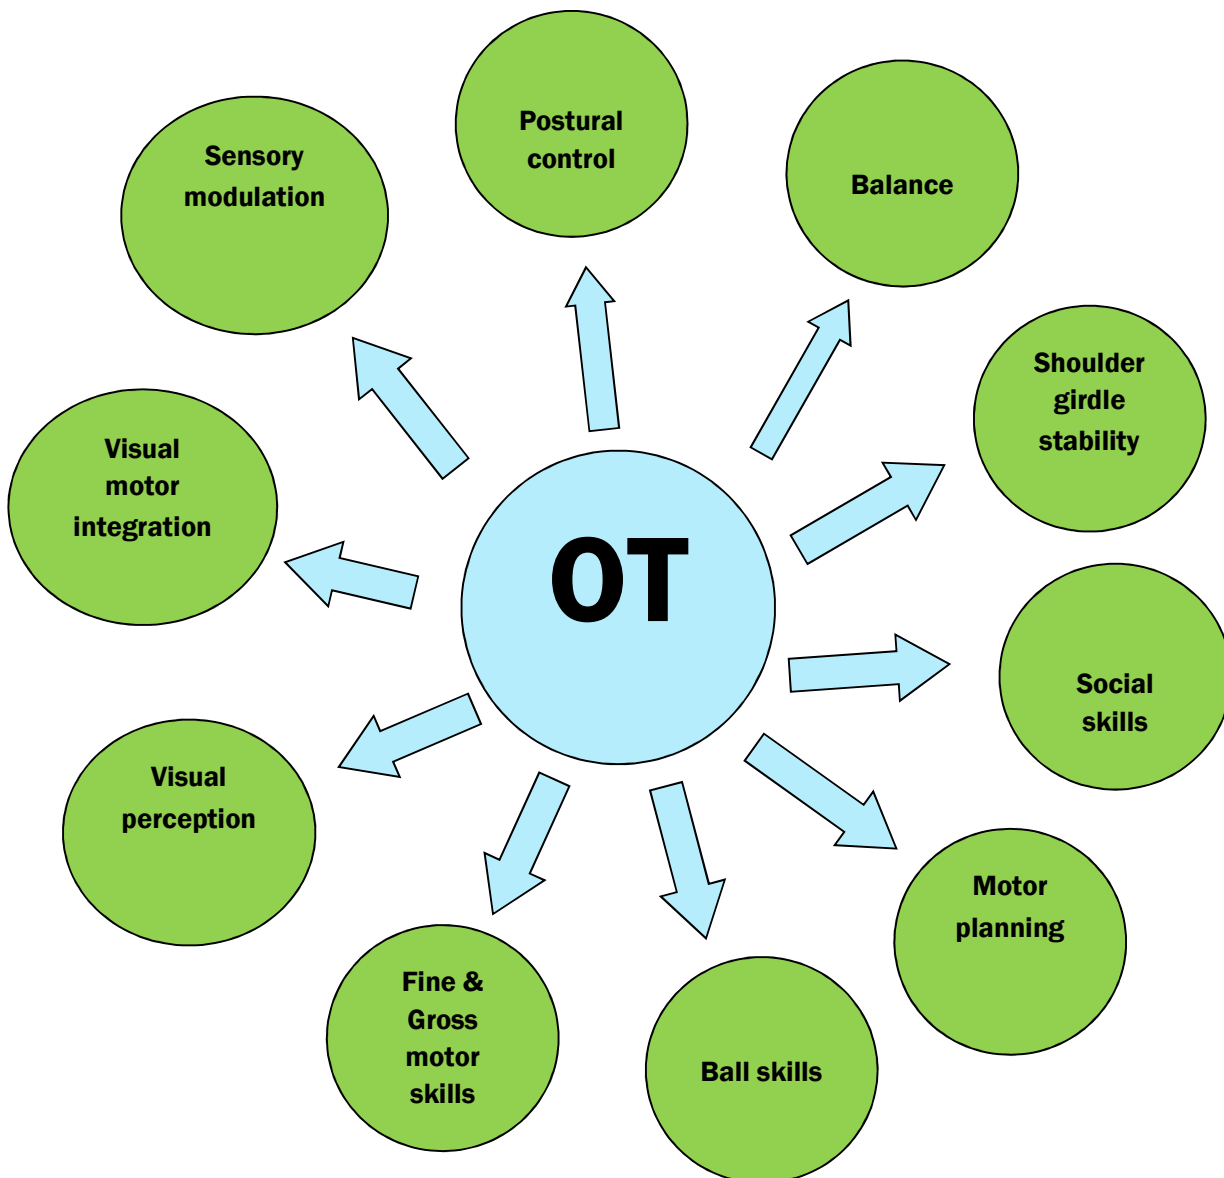 Postural
control
Balance
Shoulder
girdle
stability
Social
skills
Motor
planning
Ball skills
Fine &
Gross
motor
skills
Visual
perception
Visual
motor
integration
Sensory
modulation
OT